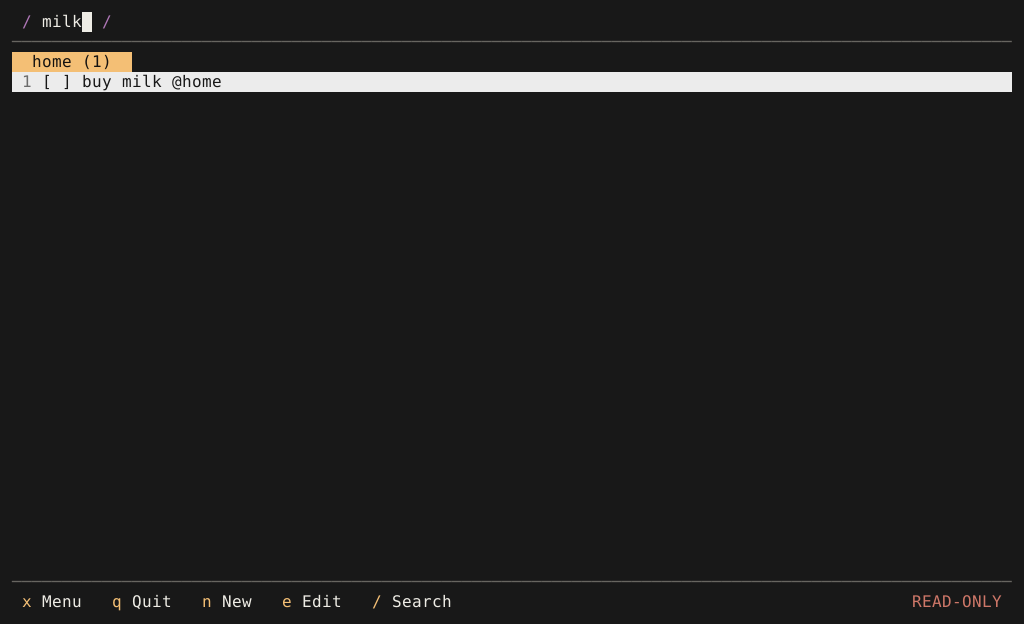 / milk /
home (1)
1 [ ] buy milk @home
x Menu q Quit n New e Edit / Search READ-ONLY